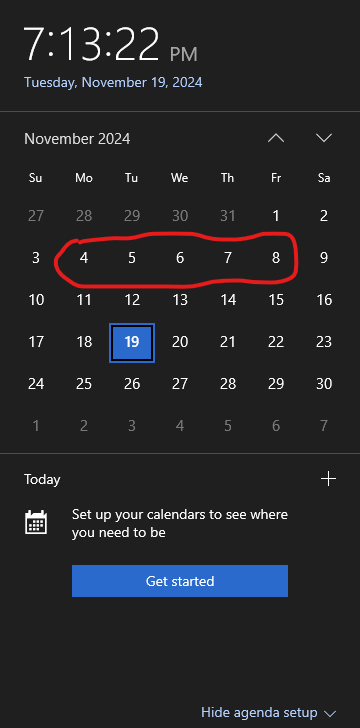 7:13:22 PM
Tuesday, November 19, 2024
November 2024
Su Mo Tu We Th Fr Sa
27 28 29 30 31 1 2
3 4 5 6 7 8 9
10 11 12 13 14 15 16
17 18 19 20 21 22 23
24 25 26 27 28 29 30
1 2 3 4 5 6 7
Today
Set up your calendars to see where
you need to be
Get started
Hide agenda setup